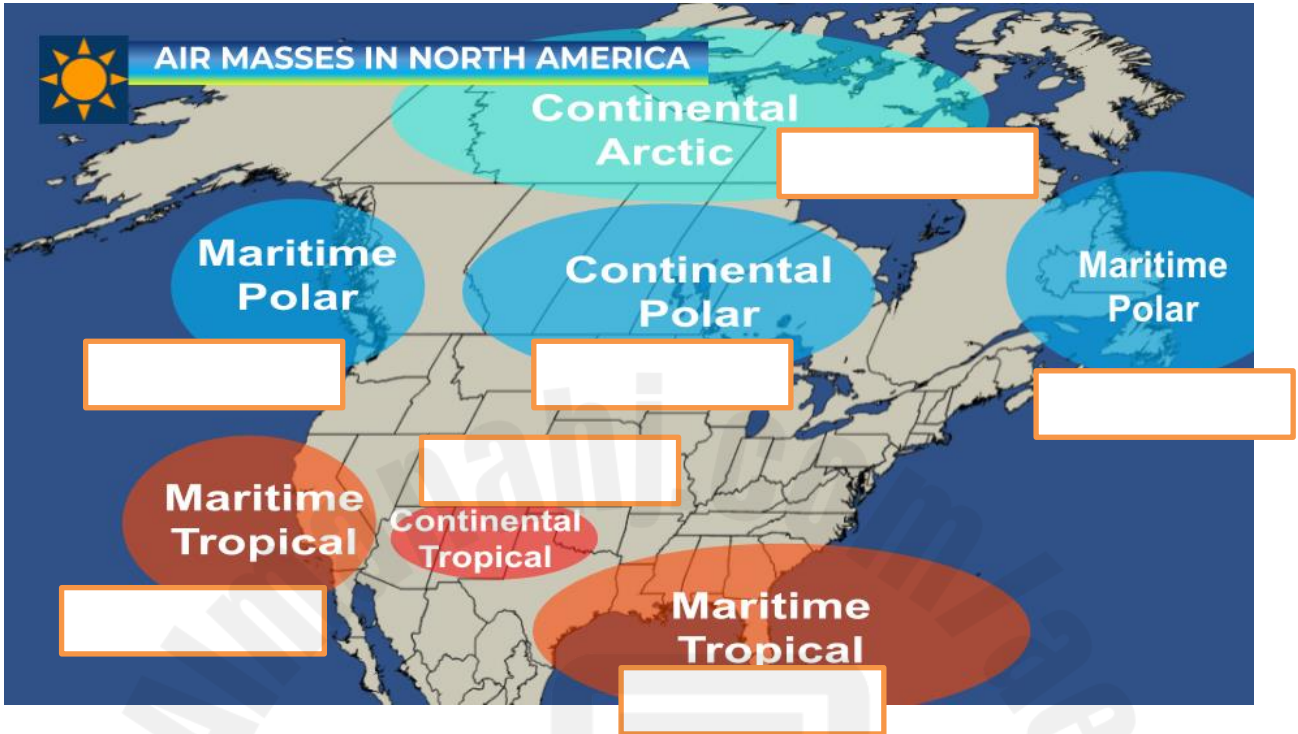 AIR MASSES IN NORTH AMERICA
Continental
Arctic
Maritime
Polar
Continental
Polar
Maritime
Polar
Maritime
Tropical
Continental
Tropical
Maritime
Tropical